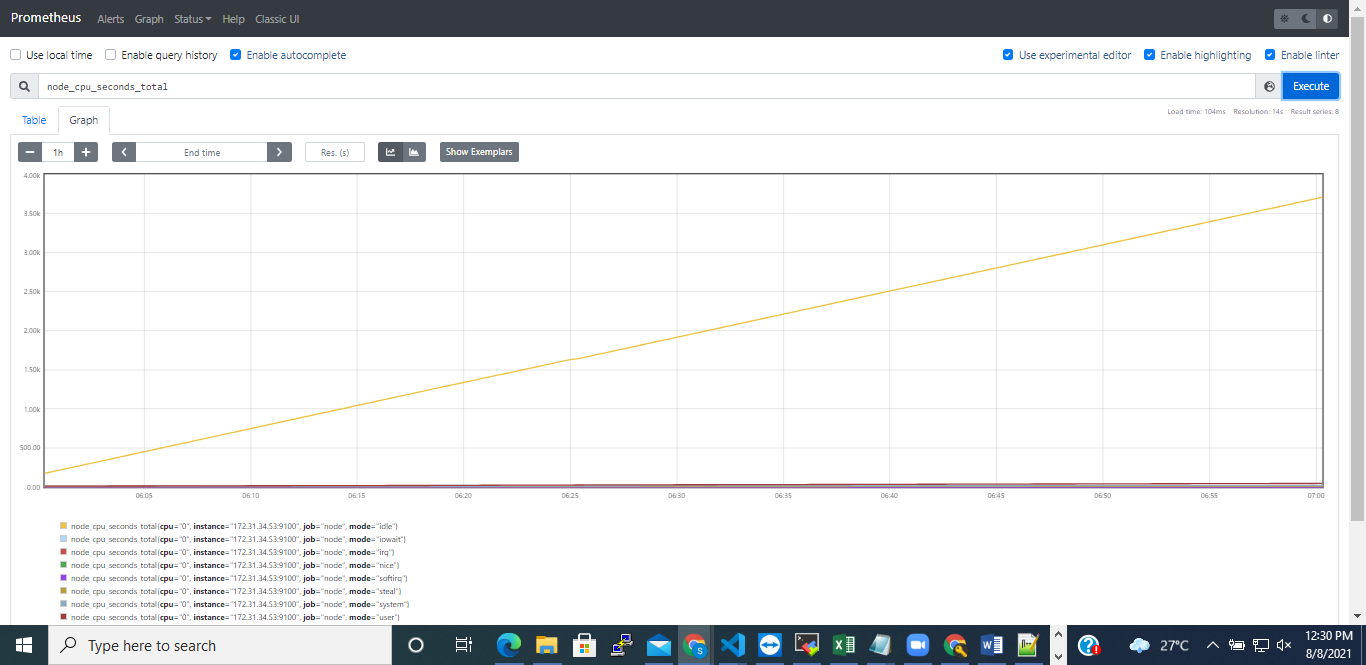 Prometheus Alerts Graph Status Help Classic UI
Use local time Enable query history Enable autocomplete Use experimental editor Enable highlighting Enable linter
node_cpu_seconds_total Execute
Load time: 104ms Resolution: 14s Result series: 8
Table Graph
1h End time Res. (s) Show Exemplars
4.00k
3.50k
3.00k
2.50k
2.00k
1.50k
1.00k
500.00
0.00
06:05 06:10 06:15 06:20 06:25 06:30 06:35 06:40 06:45 06:50 06:55 07:00
node_cpu_seconds_total{cpu="0", instance="172.31.34.53:9100", job="node", mode="idle"}
node_cpu_seconds_total{cpu="0", instance="172.31.34.53:9100", job="node", mode="iowait"}
node_cpu_seconds_total{cpu="0", instance="172.31.34.53:9100", job="node", mode="irq"}
node_cpu_seconds_total{cpu="0", instance="172.31.34.53:9100", job="node", mode="nice"}
node_cpu_seconds_total{cpu="0", instance="172.31.34.53:9100", job="node", mode="softirq"}
node_cpu_seconds_total{cpu="0", instance="172.31.34.53:9100", job="node", mode="steal"}
node_cpu_seconds_total{cpu="0", instance="172.31.34.53:9100", job="node", mode="system"}
node_cpu_seconds_total{cpu="0", instance="172.31.34.53:9100", job="node", mode="user"}
Type here to search 27°C 12:30 PM
8/8/2021